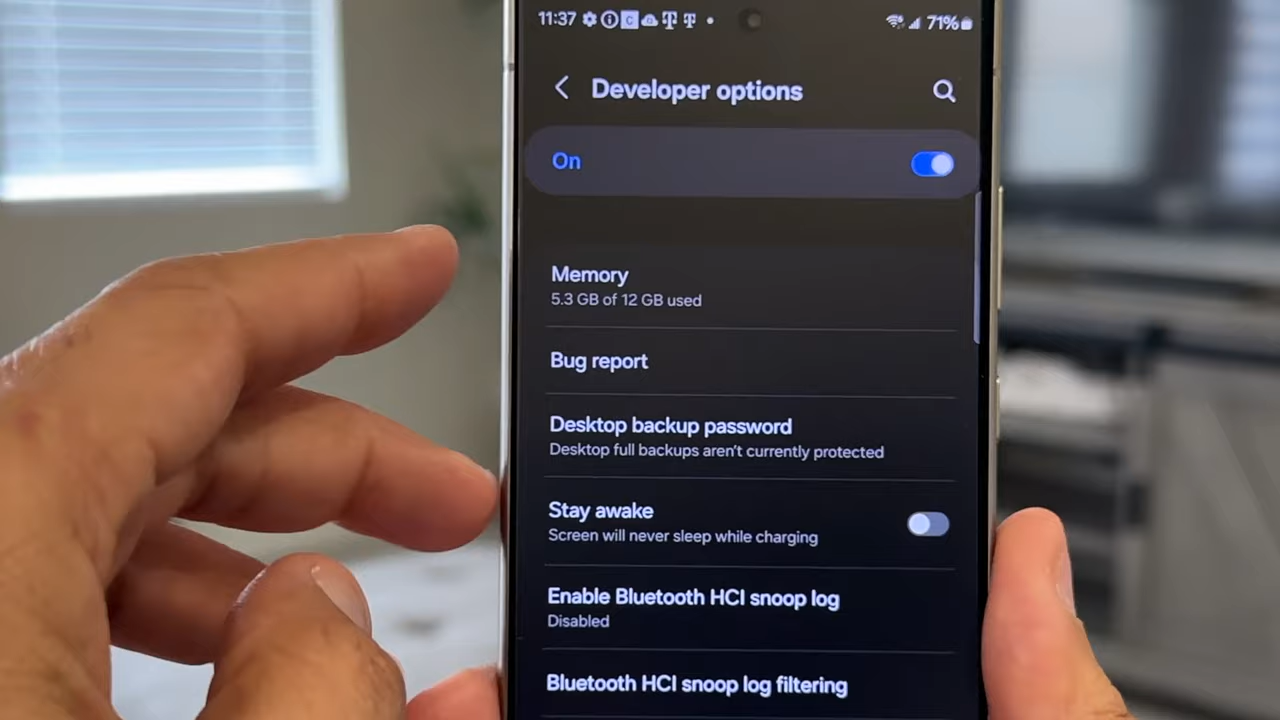 11:37
71%
Developer options
On
Memory
5.3 GB of 12 GB used
Bug report
Desktop backup password
Desktop full backups aren't currently protected
Stay awake
Screen will never sleep while charging
Enable Bluetooth HCI snoop log
Disabled
Bluetooth HCI snoop log filtering